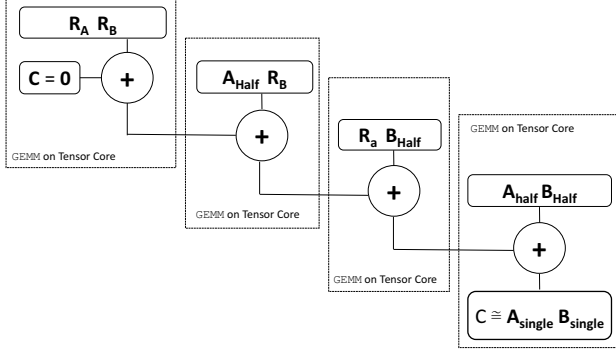 R_A R_B
C = 0
+
GEMM on Tensor Core
A_Half R_B
+
GEMM on Tensor Core
R_a B_Half
+
GEMM on Tensor Core
GEMM on Tensor Core
A_half B_Half
+
C ≅ A_single B_single